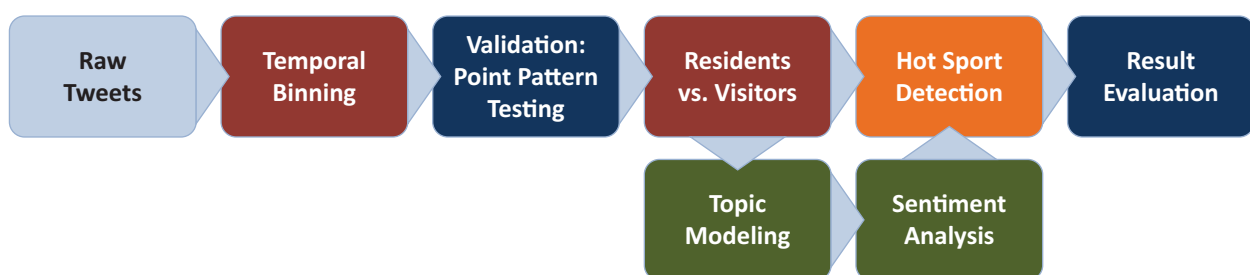 Raw
Tweets
Temporal
Binning
Validation:
Point Pattern
Testing
Residents
vs. Visitors
Hot Sport
Detection
Result
Evaluation
Topic
Modeling
Sentiment
Analysis